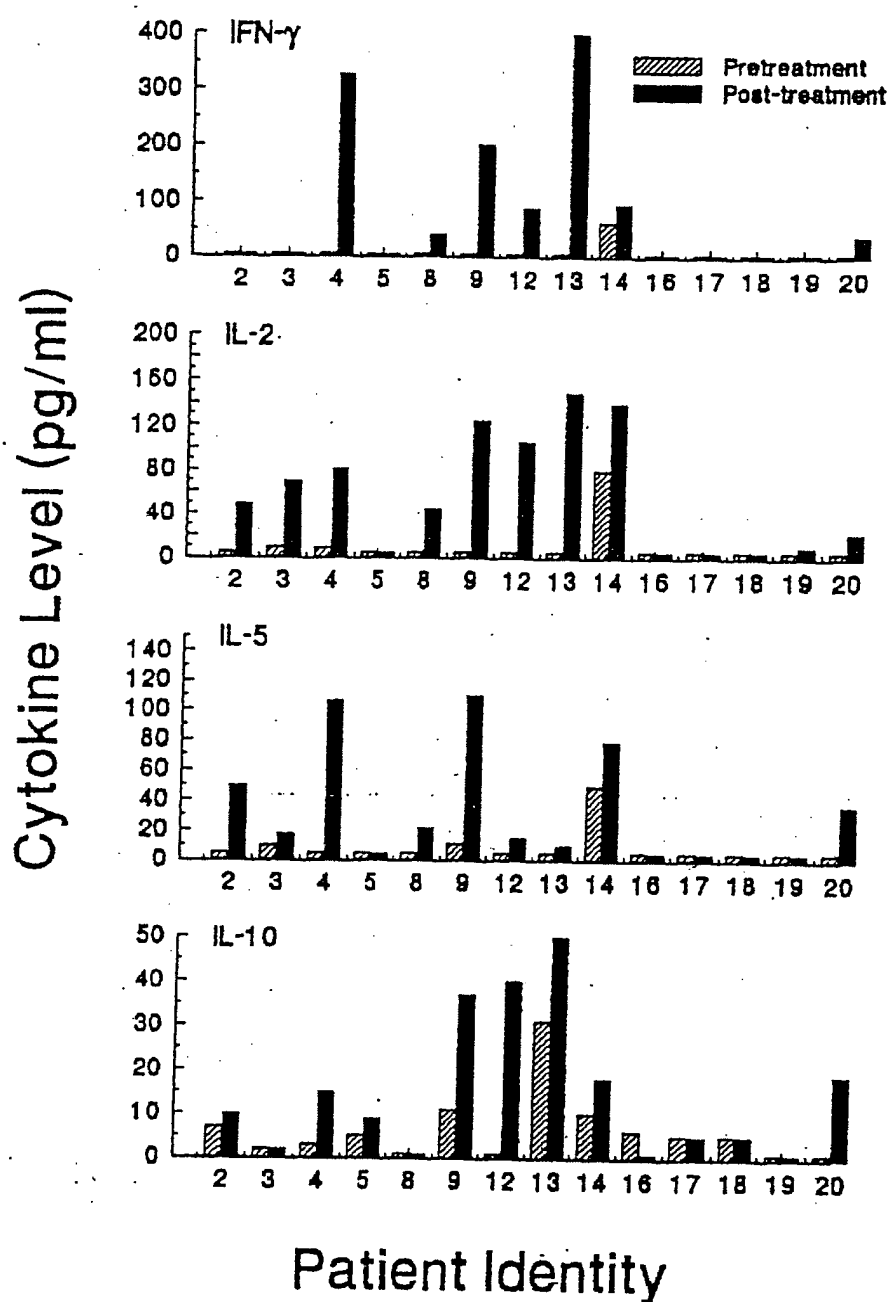 Cytokine Level (pg/ml)
IFN-γ
Pretreatment
Post-treatment
400
300
200
100
0
2 3 4 5 8 9 12 13 14 16 17 18 19 20
IL-2
200
160
120
80
40
0
2 3 4 5 8 9 12 13 14 16 17 18 19 20
IL-5
140
120
100
80
60
40
20
0
2 3 4 5 8 9 12 13 14 16 17 18 19 20
IL-10
50
40
30
20
10
0
2 3 4 5 8 9 12 13 14 16 17 18 19 20
Patient Identity